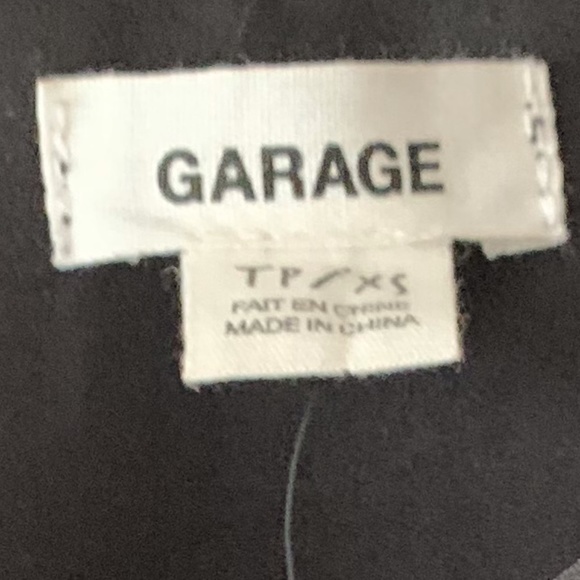 GARAGE
TP/XS
FAIT EN CHINE
MADE IN CHINA